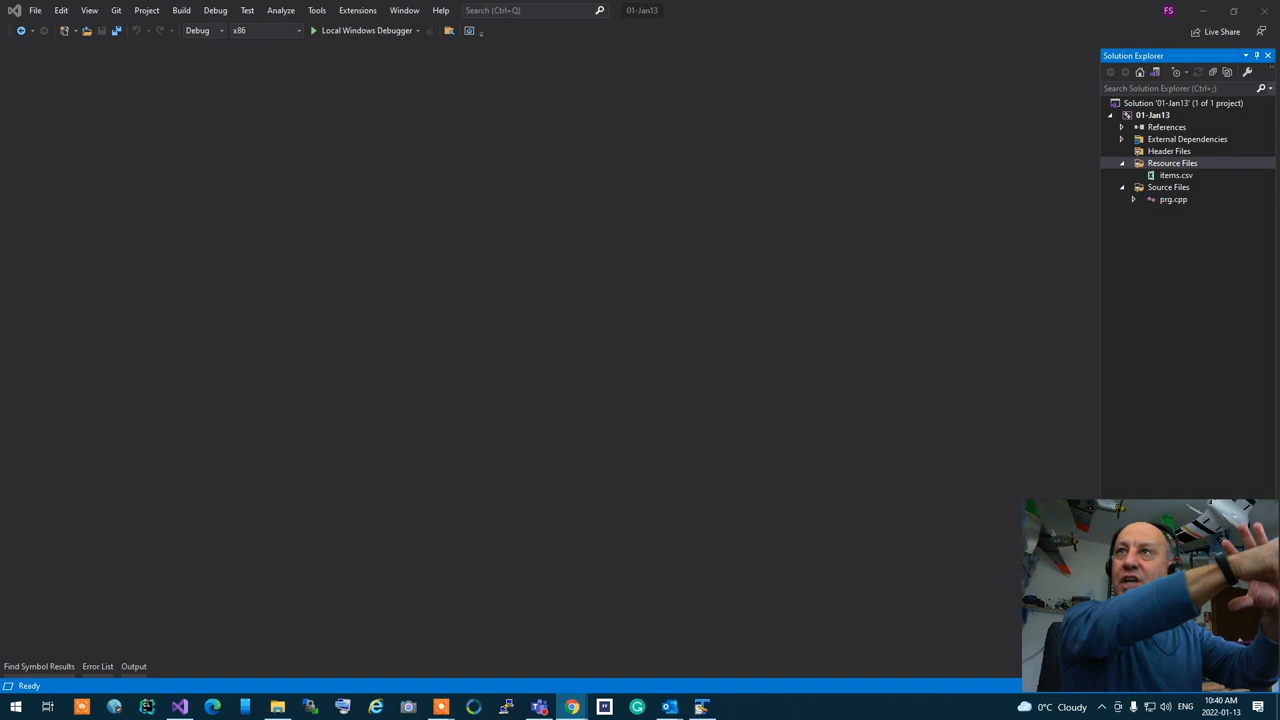 File Edit View Git Project Build Debug Test Analyze Tools Extensions Window Help Search (Ctrl+Q) 01-Jan13 FS
Debug x86 Local Windows Debugger Live Share
Solution Explorer
Search Solution Explorer (Ctrl+;)
Solution '01-Jan13' (1 of 1 project)
01-Jan13
References
External Dependencies
Header Files
Resource Files
items.csv
Source Files
prg.cpp
Find Symbol Results Error List Output
Ready
0°C Cloudy ENG 10:40 AM
2022-01-13